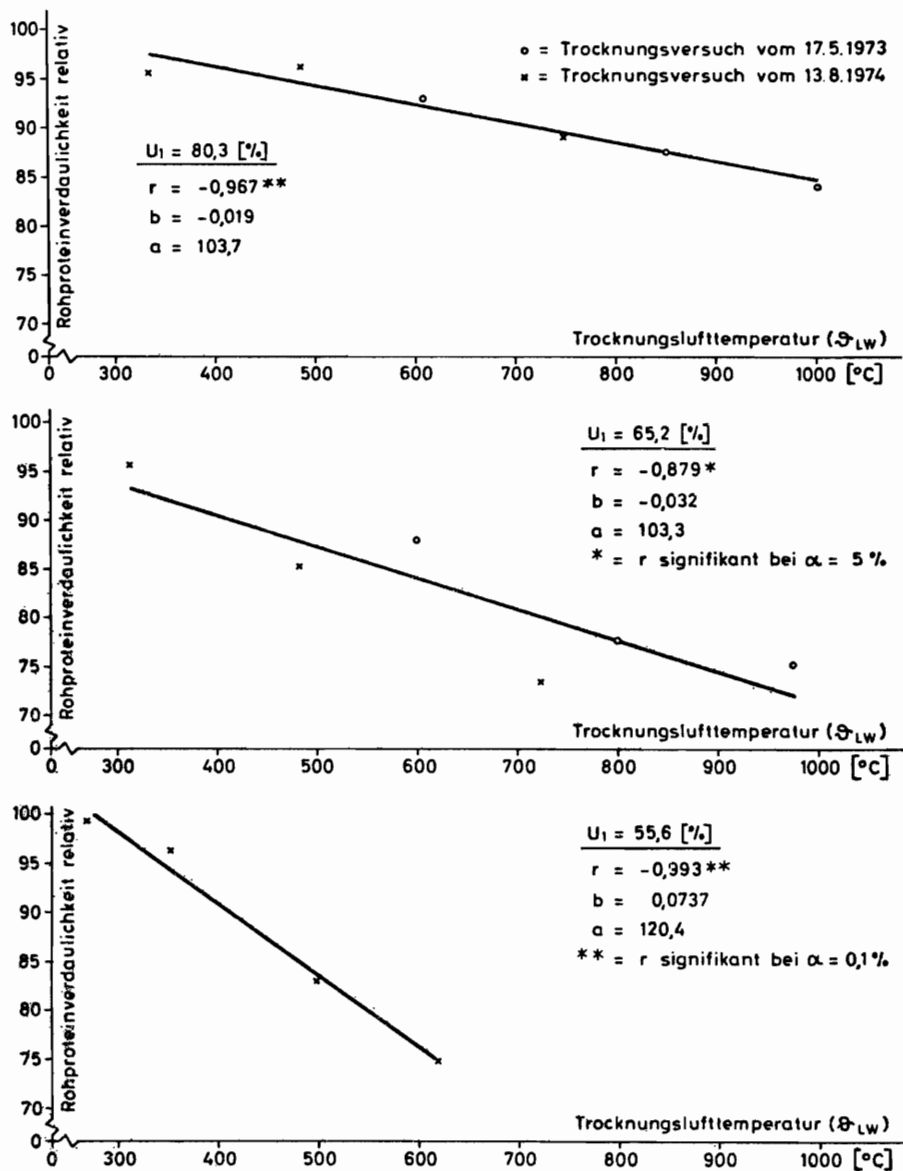 Rohproteinverdaulichkeit relativ
100
95
90
85
80
75
70
0
o = Trocknungsversuch vom 17.5.1973
x = Trocknungsversuch vom 13.8.1974
U1 = 80,3 [%]
r = -0,967**
b = -0,019
a = 103,7
Trocknungslufttemperatur (ϑLW)
0 300 400 500 600 700 800 900 1000 [°C]
Rohproteinverdaulichkeit relativ
100
95
90
85
80
75
70
0
U1 = 65,2 [%]
r = -0,879*
b = -0,032
a = 103,3
* = r signifikant bei α = 5 %
Trocknungslufttemperatur (ϑLW)
0 300 400 500 600 700 800 900 1000 [°C]
Rohproteinverdaulichkeit relativ
100
95
90
85
80
75
70
0
U1 = 55,6 [%]
r = -0,993**
b = 0,0737
a = 120,4
** = r signifikant bei α = 0,1%
Trocknungslufttemperatur (ϑLW)
0 300 400 500 600 700 800 900 1000 [°C]